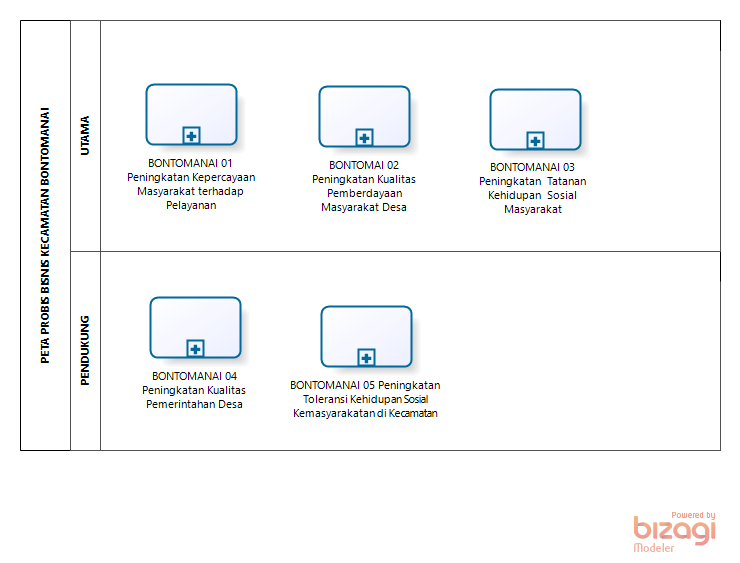 PETA PROBIS BISNIS KECAMATAN BONTOMANAI
UTAMA
BONTOMANAI 01
Peningkatan Kepercayaan
Masyarakat terhadap
Pelayanan
BONTOMAI 02
Peningkatan Kualitas
Pemberdayaan
Masyarakat Desa
BONTOMANAI 03
Peningkatan Tatanan
Kehidupan Sosial
Masyarakat
PENDUKUNG
BONTOMANAI 04
Peningkatan Kualitas
Pemerintahan Desa
BONTOMANAI 05 Peningkatan
Toleransi Kehidupan Sosial
Kemasyarakatan di Kecamatan
Powered by
bizagi
Modeler